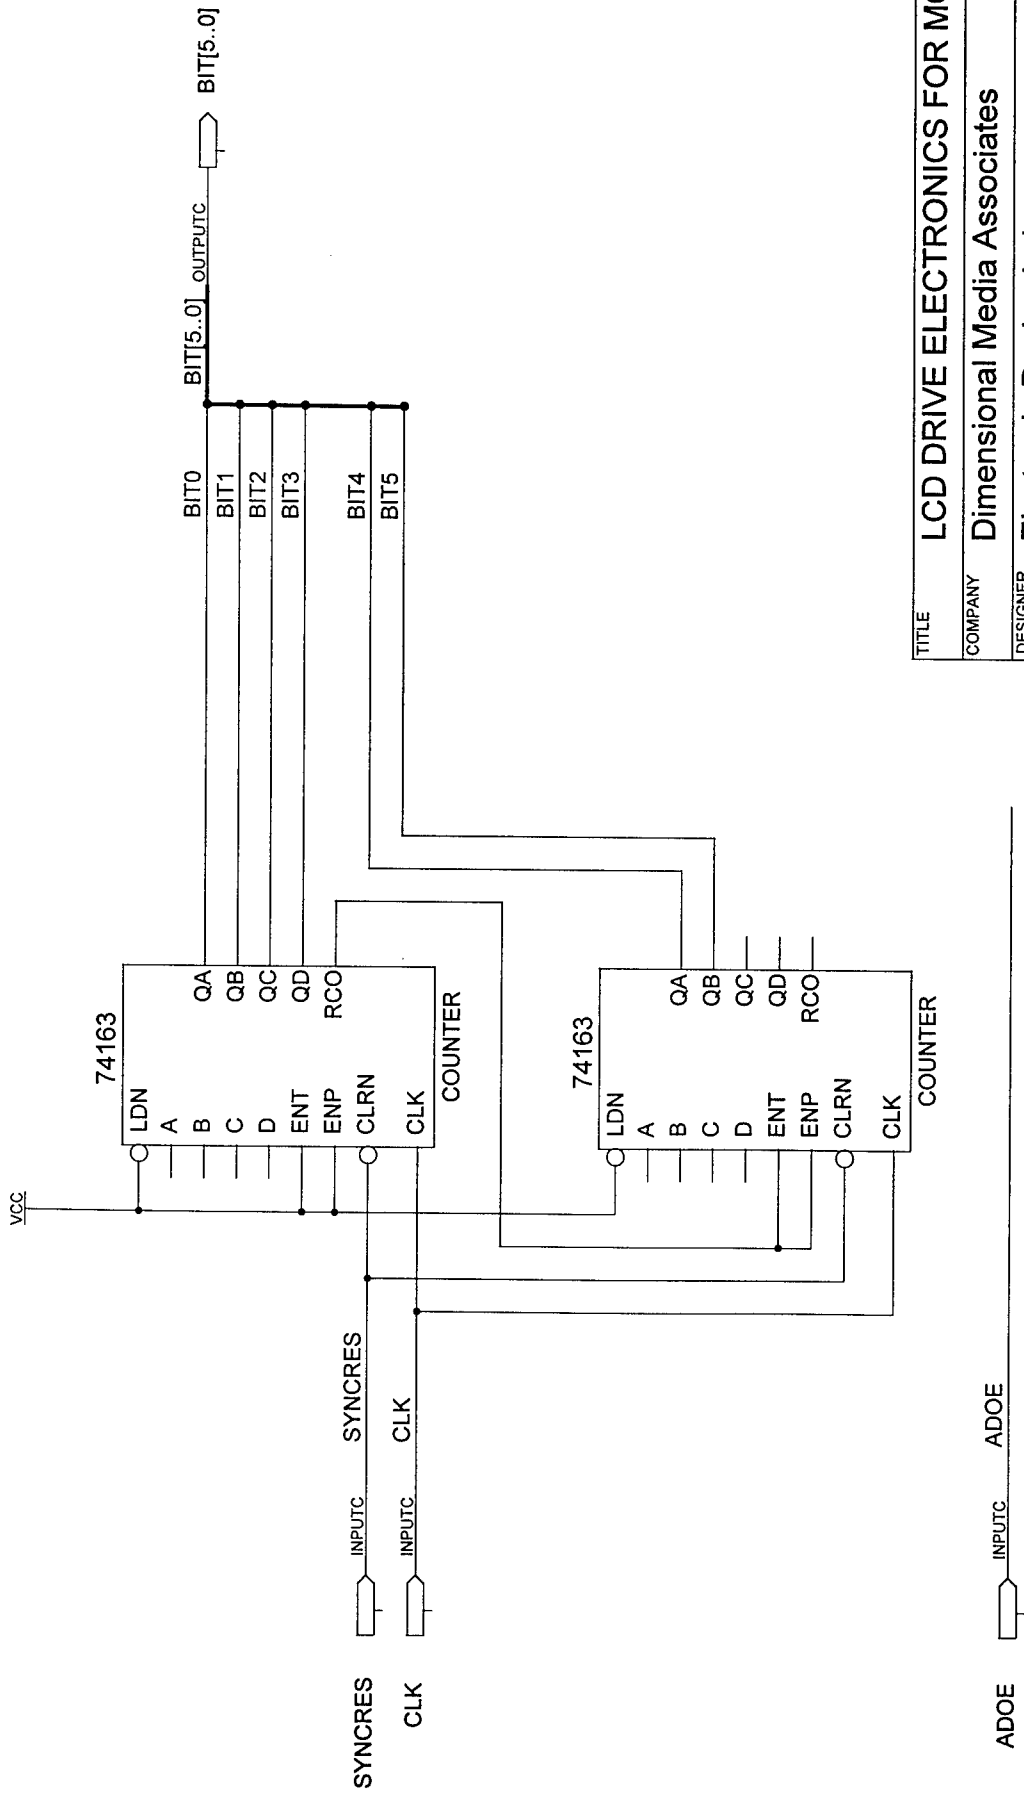 VCC
74163
LDN
A
B
C
D
ENT
ENP
CLRN
CLK
QA
QB
QC
QD
RCO
COUNTER
BIT0
BIT1
BIT2
BIT3
BIT4
BIT5
BIT[5..0]
OUTPUTC
BIT[5..0]
SYNCRES
INPUTC
SYNCRES
CLK
INPUTC
CLK
74163
LDN
A
B
C
D
ENT
ENP
CLRN
CLK
QA
QB
QC
QD
RCO
COUNTER
ADOE
INPUTC
ADOE
TITLE
LCD DRIVE ELECTRONICS FOR
COMPANY
Dimensional Media Associates
DESIGNER